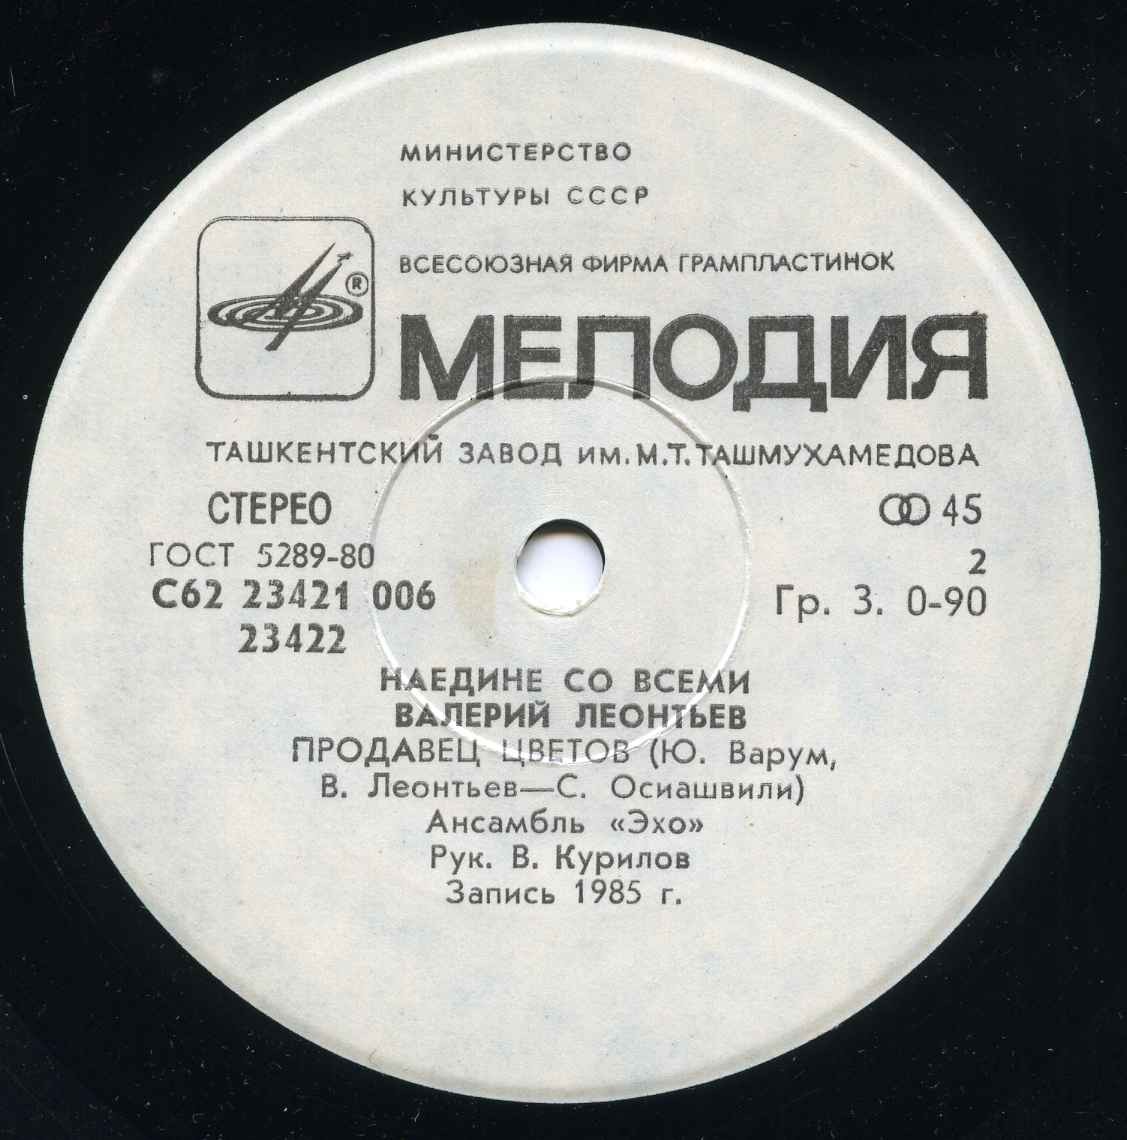 МИНИСТЕРСТВО
КУЛЬТУРЫ СССР
ВСЕСОЮЗНАЯ ФИРМА ГРАМПЛАСТИНОК
®
МЕЛОДИЯ
ТАШКЕНТСКИЙ ЗАВОД им. М.Т. ТАШМУХАМЕДОВА
СТЕРЕО 45
ГОСТ 5289-80 2
С62 23421 006 Гр. 3. 0-90
23422
НАЕДИНЕ СО ВСЕМИ
ВАЛЕРИЙ ЛЕОНТЬЕВ
ПРОДАВЕЦ ЦВЕТОВ (Ю. Варум,
В. Леонтьев—С. Осиашвили)
Ансамбль «Эхо»
Рук. В. Курилов
Запись 1985 г.